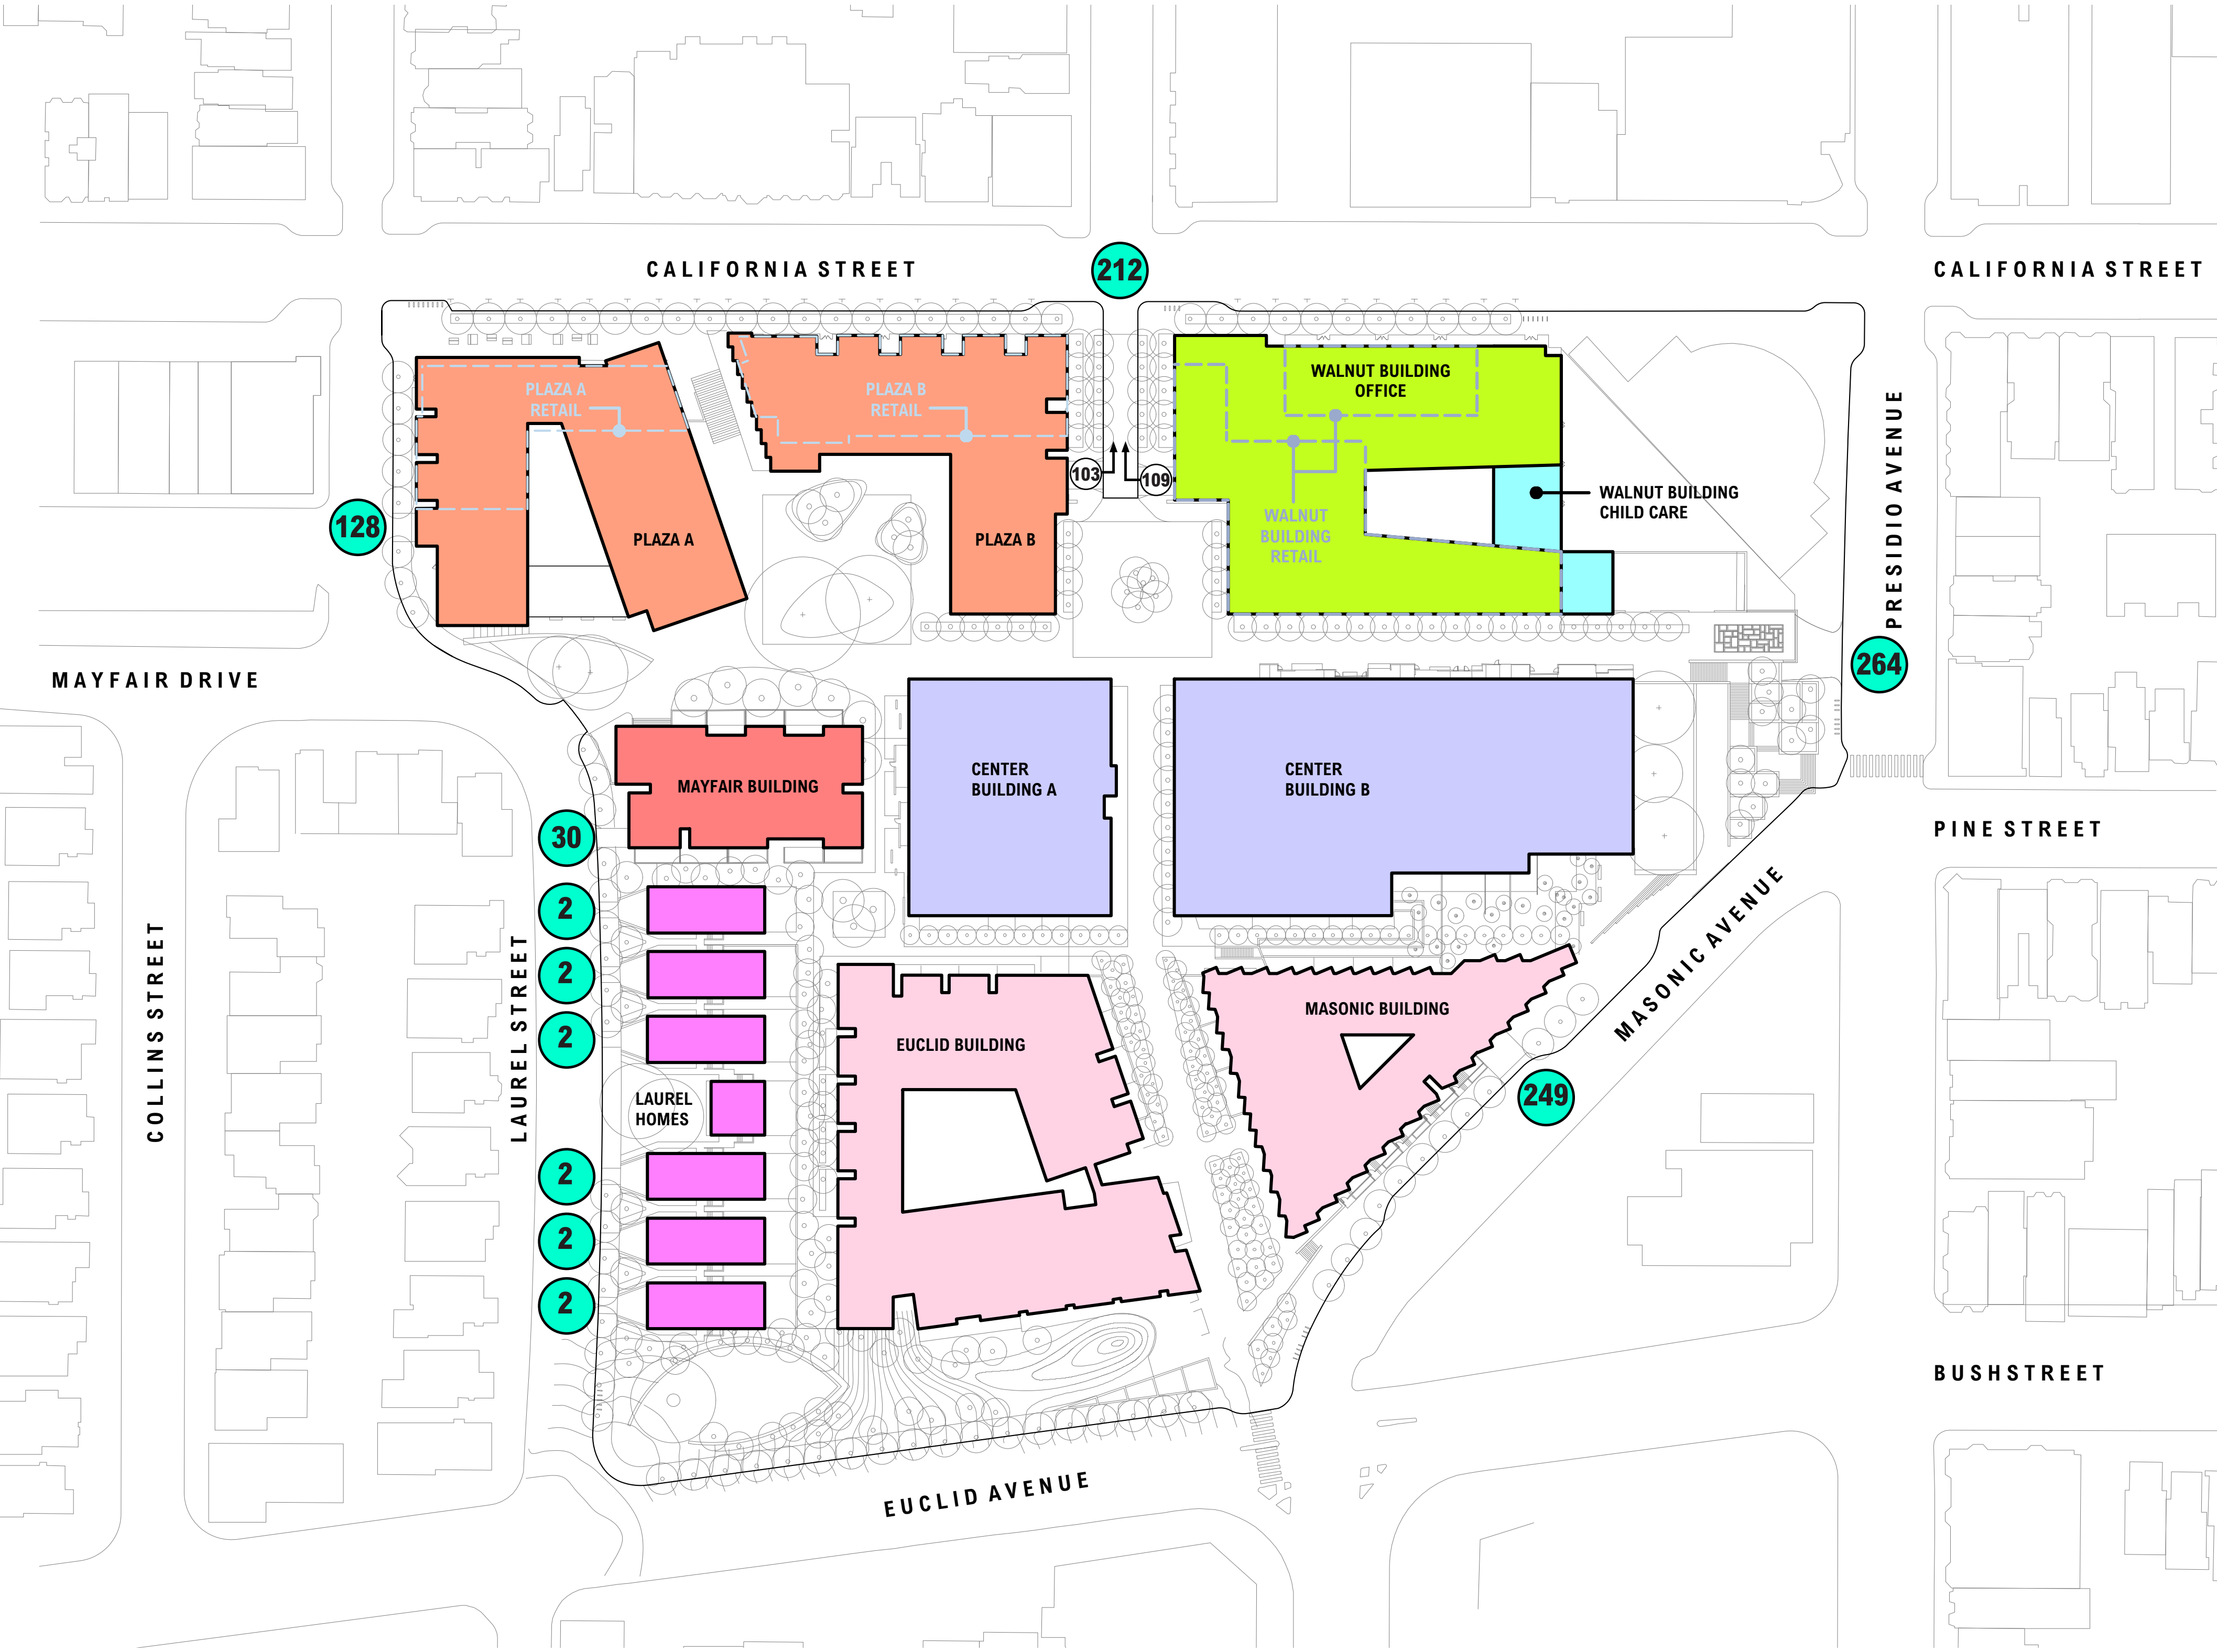 CALIFORNIA STREET
212
CALIFORNIA STREET
PLAZA A
RETAIL
PLAZA B
RETAIL
WALNUT BUILDING
OFFICE
103
109
WALNUT BUILDING
CHILD CARE
128
PLAZA A
PLAZA B
WALNUT
BUILDING
RETAIL
PRESIDIO AVENUE
264
MAYFAIR DRIVE
MAYFAIR BUILDING
CENTER
BUILDING A
CENTER
BUILDING B
30
PINE STREET
2
2
2
COLLINS STREET
LAUREL STREET
MASONIC AVENUE
MASONIC BUILDING
EUCLID BUILDING
LAUREL
HOMES
249
2
2
2
BUSH STREET
EUCLID AVENUE